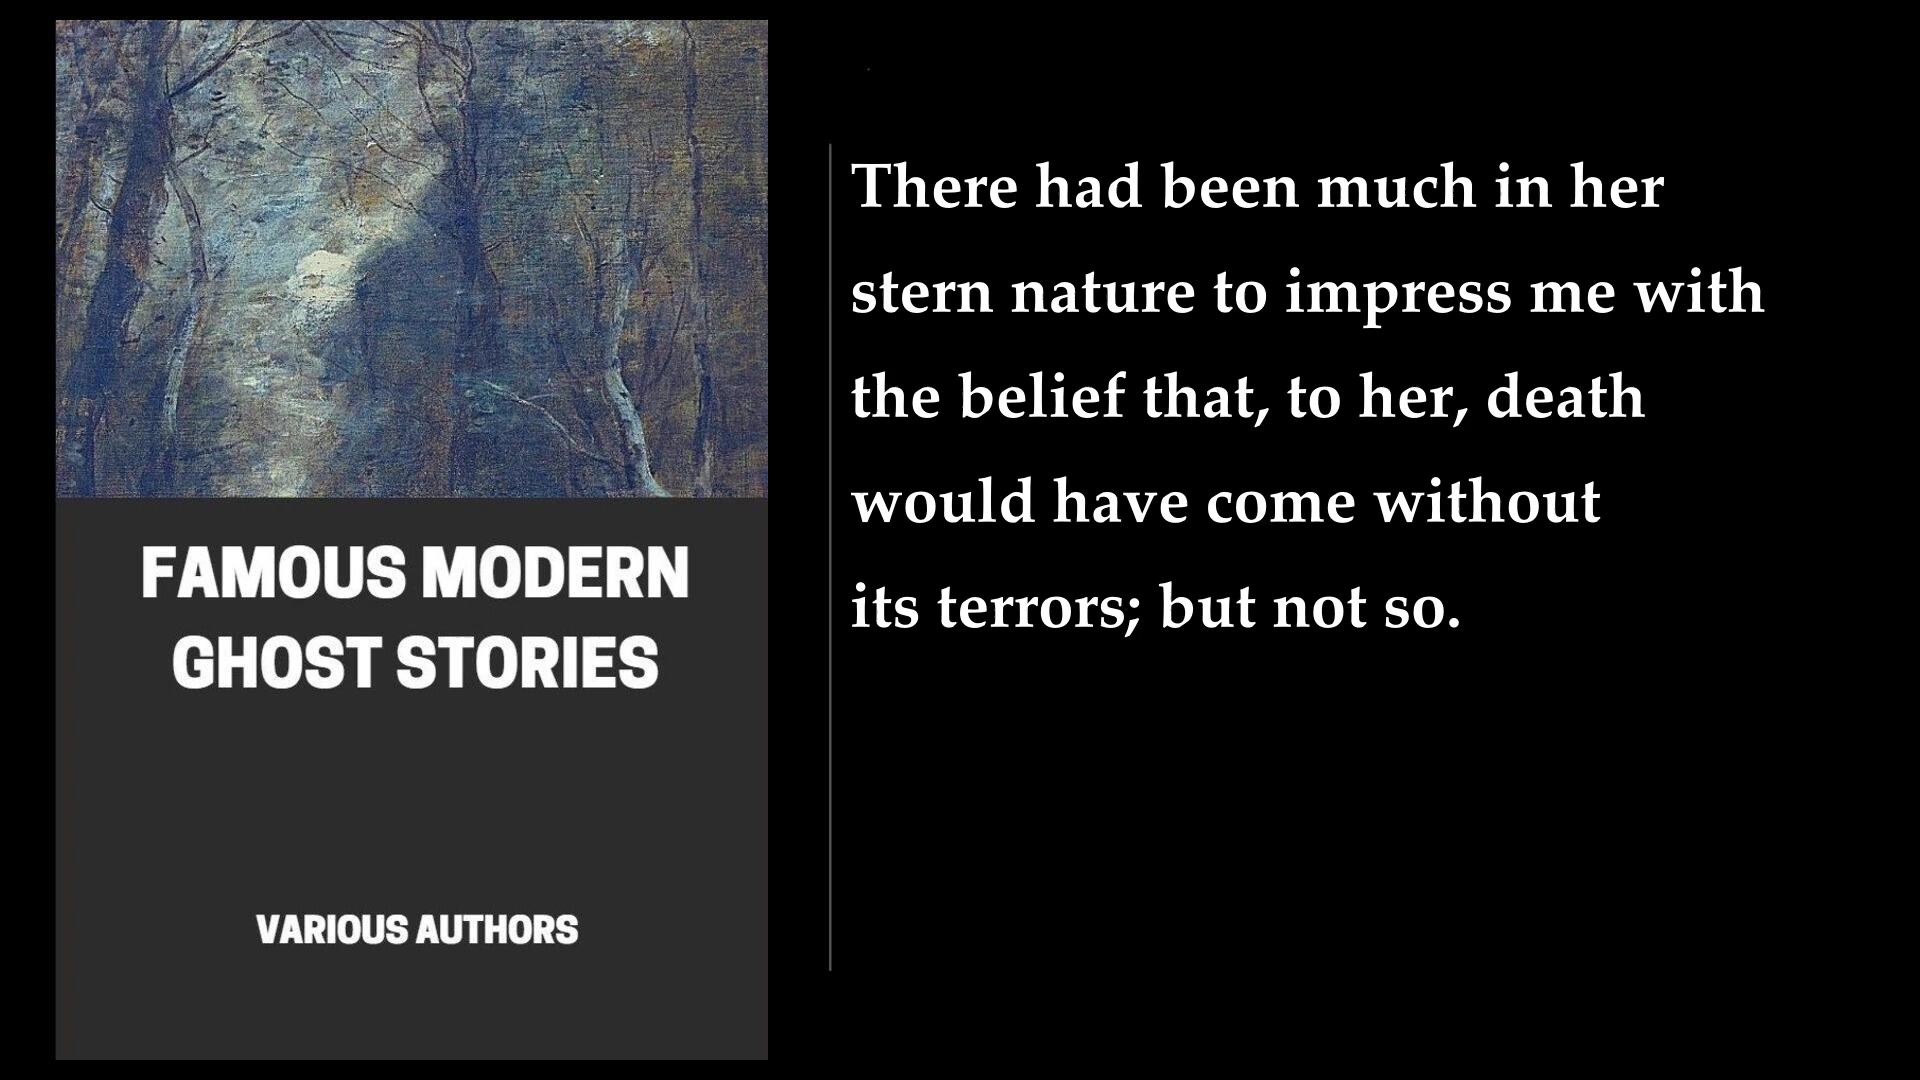 FAMOUS MODERN
GHOST STORIES
VARIOUS AUTHORS
There had been much in her
stern nature to impress me with
the belief that, to her, death
would have come without
its terrors; but not so.